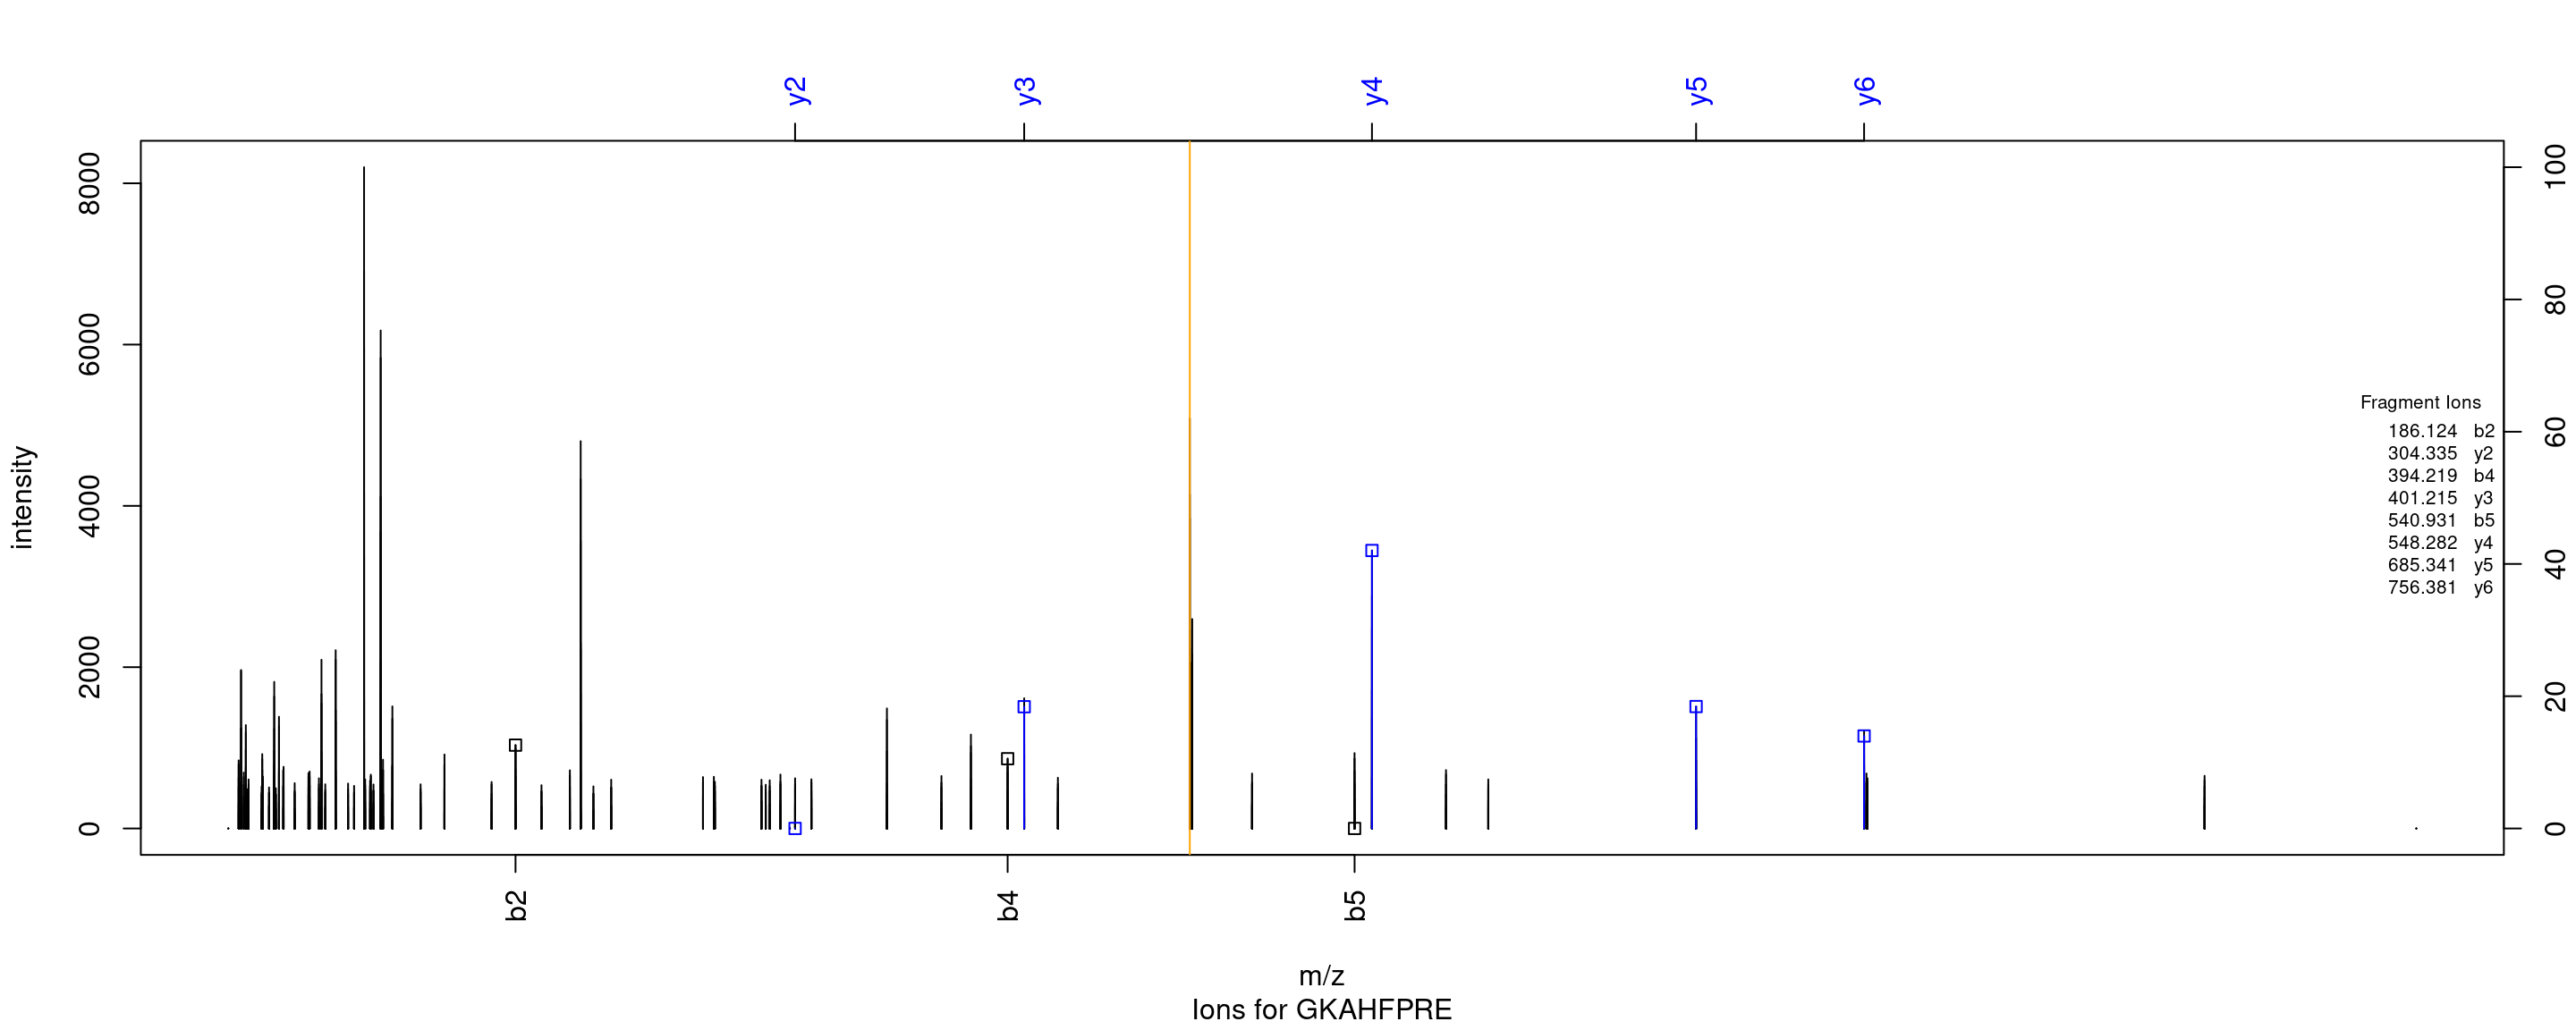 y2 y3 y4 y5 y6
intensity
8000
6000
4000
2000
0
100
80
60
40
20
0
Fragment Ions
186.124 b2
304.335 y2
394.219 b4
401.215 y3
540.931 b5
548.282 y4
685.341 y5
756.381 y6
b2 b4 b5
m/z
Ions for GKAHFPRE